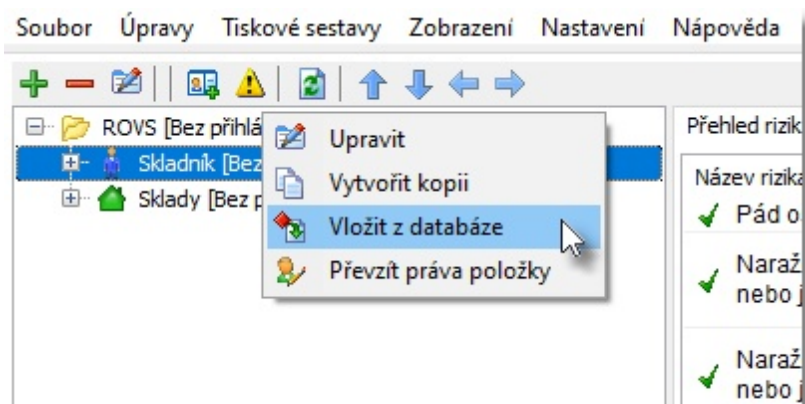 Soubor Úpravy Tiskové sestavy Zobrazení Nastavení Nápověda
ROVS [Bez přihlá
Skladník [Bez
Sklady [Bez p
Upravit
Vytvořit kopii
Vložit z databáze
Převzít práva položky
Přehled rizik
Název rizika
Pád o
Naraž
nebo j
Naraž
nebo j